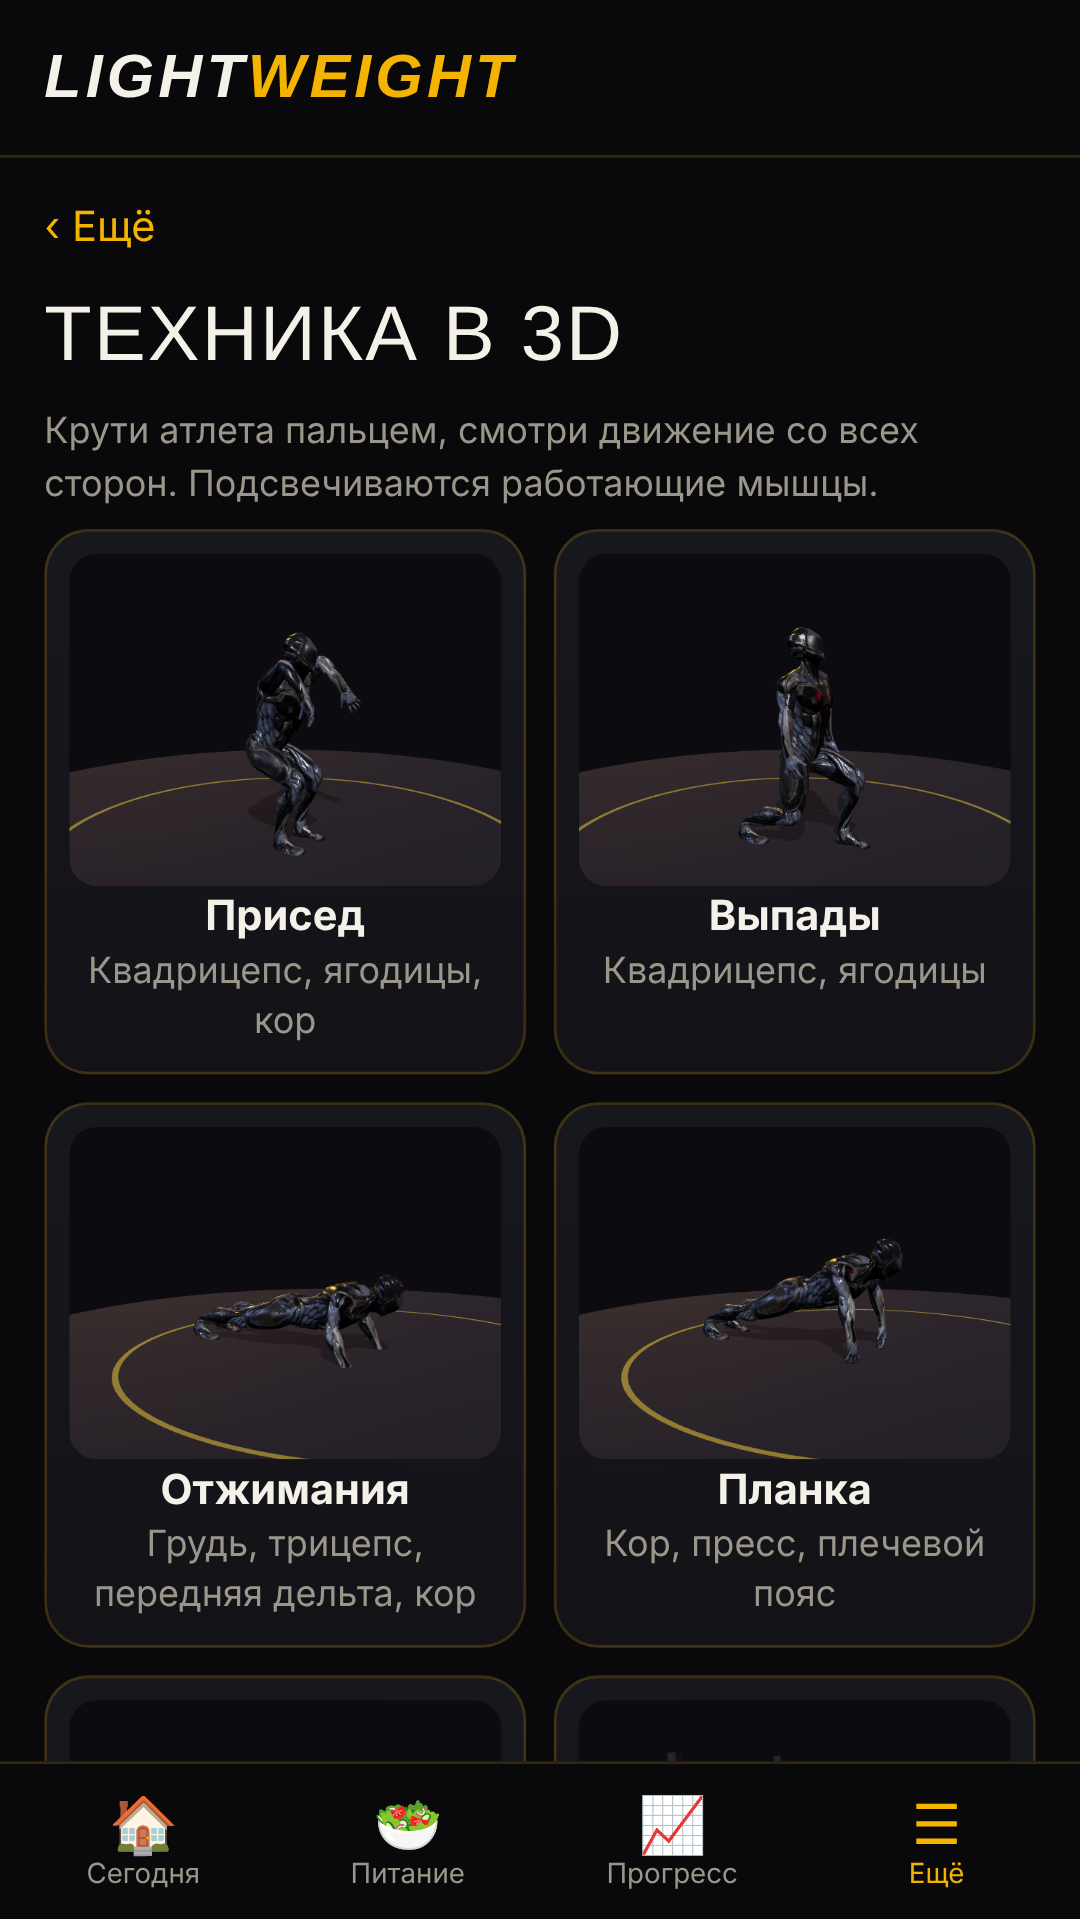 LIGHTWEIGHT
‹ Ещё
ТЕХНИКА В 3D
Крути атлета пальцем, смотри движение со всех
сторон. Подсвечиваются работающие мышцы.
Присед
Квадрицепс, ягодицы,
кор
Выпады
Квадрицепс, ягодицы
Отжимания
Грудь, трицепс,
передняя дельта, кор
Планка
Кор, пресс, плечевой
пояс
Сегодня
Питание
Прогресс
Ещё